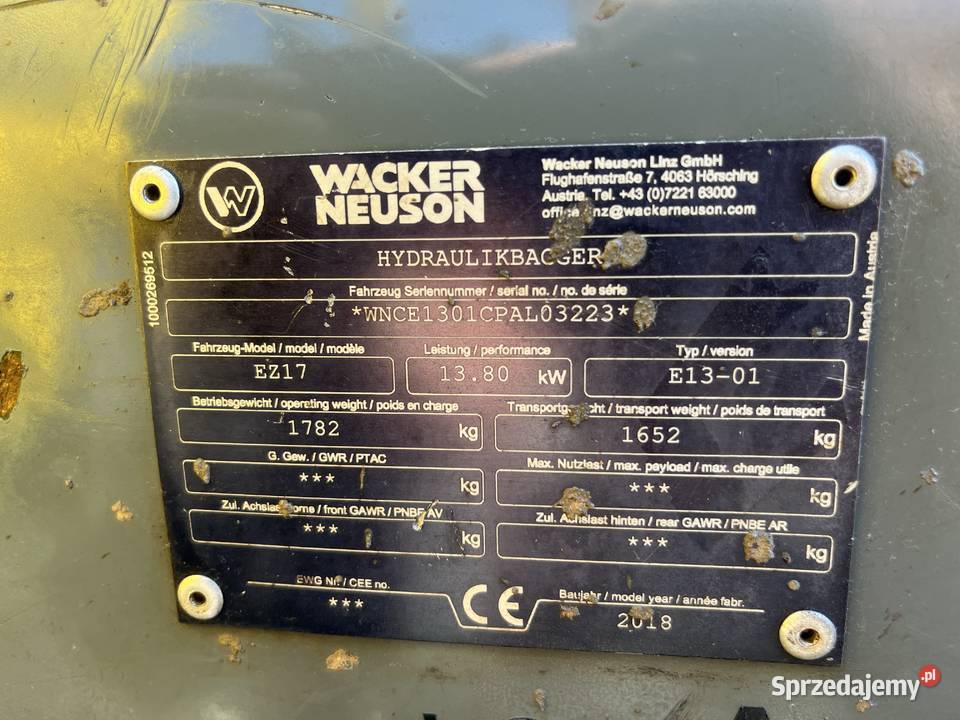 W
WACKER
NEUSON
Wacker Neuson Linz GmbH
Flughafenstraße 7, 4063 Hörsching
Austria. Tel. +43 (0)7221 63000
office.linz@wackerneuson.com
HYDRAULIKBAGGER
Fahrzeug Seriennummer / serial no. / no. de série
*WNCE1301CPAL03223*
Fahrzeug-Model / model / modèle
EZ17
Leistung / performance
13.80 kW
Typ / version
E13-01
Betriebsgewicht / operating weight / poids en charge
1782 kg
Transportgewicht / transport weight / poids de transport
1652 kg
G. Gew. / GWR / PTAC
*** kg
Max. Nutzlast / max. payload / max. charge utile
*** kg
Zul. Achslast vorne / front GAWR / PNBE AV
*** kg
Zul. Achslast hinten / rear GAWR / PNBE AR
*** kg
EWG Nr. / CEE no.
***
CE
Baujahr / model year / année fabr.
2018
1000269512
Made in Austria
Sprzedajemy.pl